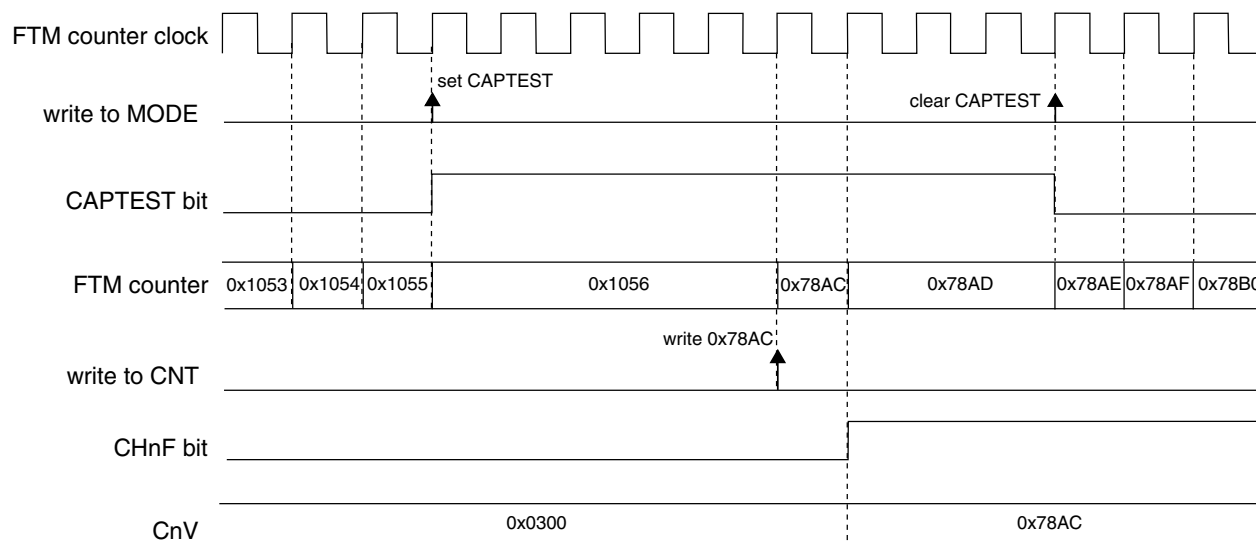 FTM counter clock
set CAPTEST
clear CAPTEST
write to MODE
CAPTEST bit
FTM counter
0x1053 0x1054 0x1055 0x1056 0x78AC 0x78AD 0x78AE 0x78AF 0x78B0
write 0x78AC
write to CNT
CHnF bit
CnV
0x0300 0x78AC